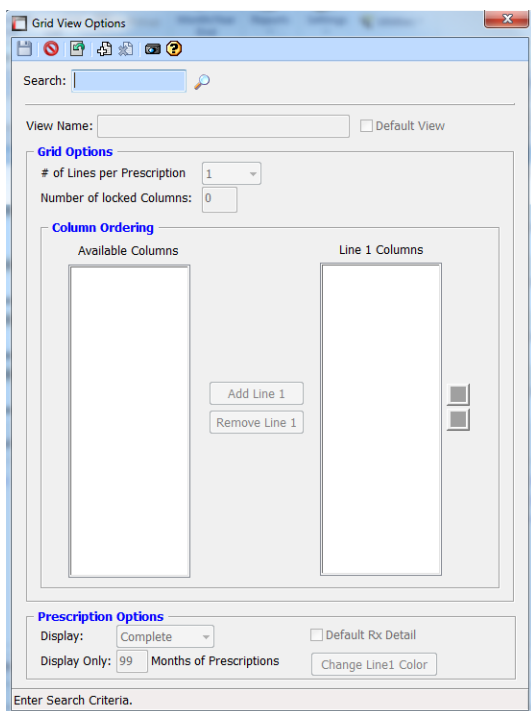 Grid View Options
Search:
View Name:
Default View
Grid Options
# of Lines per Prescription 1
Number of locked Columns: 0
Column Ordering
Available Columns Line 1 Columns
Add Line 1
Remove Line 1
Prescription Options
Display: Complete Default Rx Detail
Display Only: 99 Months of Prescriptions Change Line1 Color
Enter Search Criteria.